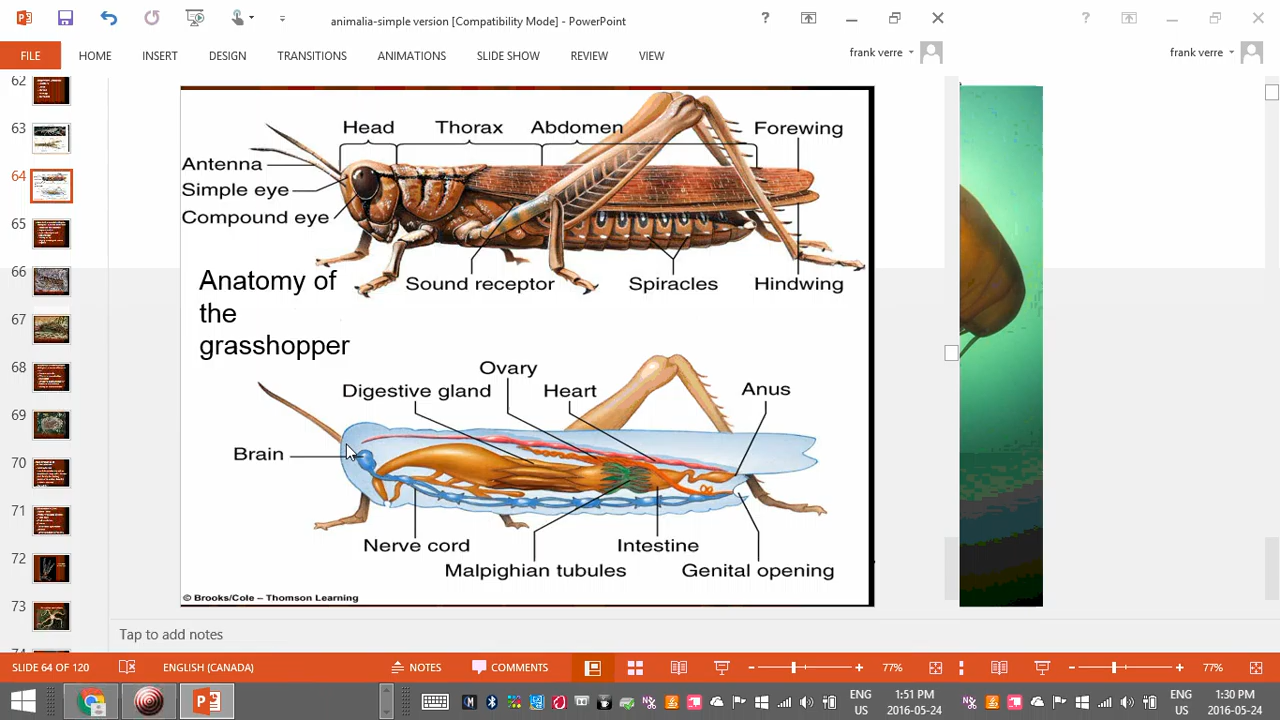 animalia-simple version [Compatibility Mode] - PowerPoint
FILE HOME INSERT DESIGN TRANSITIONS ANIMATIONS SLIDE SHOW REVIEW VIEW
frank verre
frank verre
62
63
64
65
66
67
68
69
70
71
72
73
Head Thorax Abdomen Forewing
Antenna
Simple eye
Compound eye
Sound receptor Spiracles Hindwing
Anatomy of
the
grasshopper
Ovary
Digestive gland Heart Anus
Brain
Nerve cord Intestine
Malpighian tubules Genital opening
© Brooks/Cole – Thomson Learning
Tap to add notes
SLIDE 64 OF 120 ENGLISH (CANADA) NOTES COMMENTS 77% 77%
ENG 1:51 PM ENG 1:30 PM
US 2016-05-24 US 2016-05-24